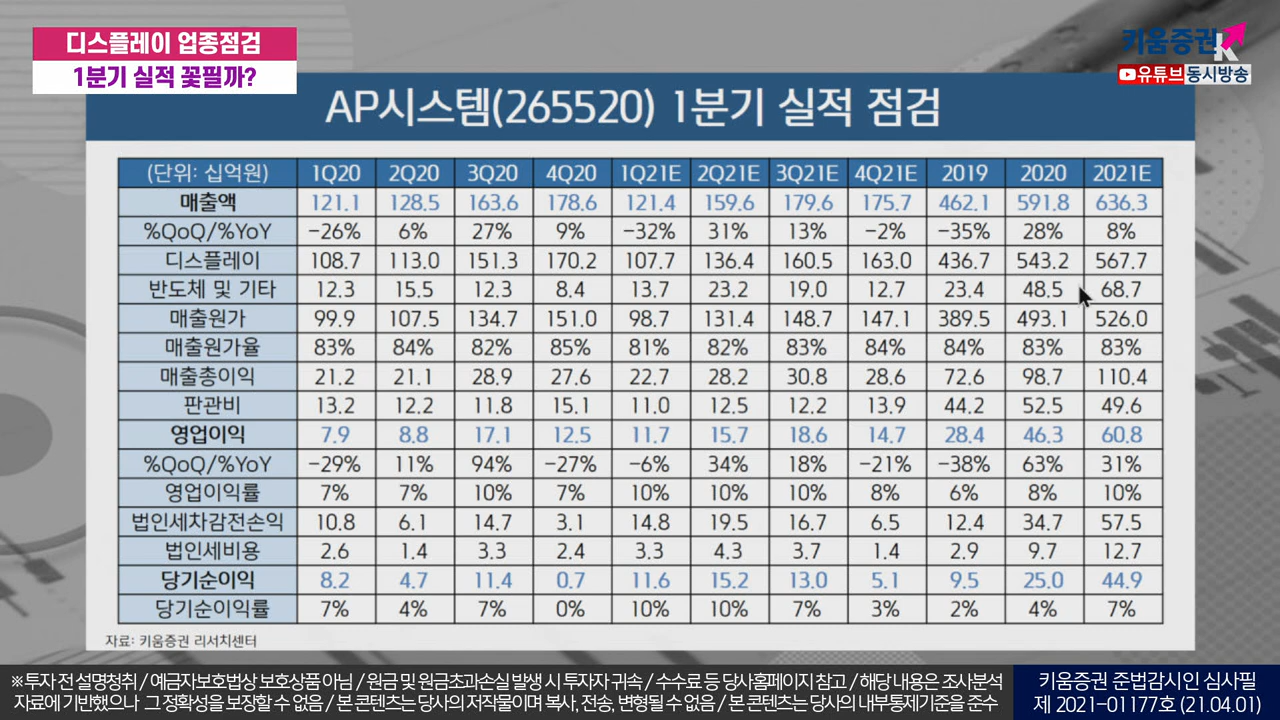 디스플레이 업종점검
1분기 실적 꽃필까?
키움증권
유튜브동시방송
AP시스템(265520) 1분기 실적 점검
(단위: 십억원) 1Q20 2Q20 3Q20 4Q20 1Q21E 2Q21E 3Q21E 4Q21E 2019 2020 2021E
매출액 121.1 128.5 163.6 178.6 121.4 159.6 179.6 175.7 462.1 591.8 636.3
%QoQ/%YoY -26% 6% 27% 9% -32% 31% 13% -2% -35% 28% 8%
디스플레이 108.7 113.0 151.3 170.2 107.7 136.4 160.5 163.0 436.7 543.2 567.7
반도체 및 기타 12.3 15.5 12.3 8.4 13.7 23.2 19.0 12.7 23.4 48.5 68.7
매출원가 99.9 107.5 134.7 151.0 98.7 131.4 148.7 147.1 389.5 493.1 526.0
매출원가율 83% 84% 82% 85% 81% 82% 83% 84% 84% 83% 83%
매출총이익 21.2 21.1 28.9 27.6 22.7 28.2 30.8 28.6 72.6 98.7 110.4
판관비 13.2 12.2 11.8 15.1 11.0 12.5 12.2 13.9 44.2 52.5 49.6
영업이익 7.9 8.8 17.1 12.5 11.7 15.7 18.6 14.7 28.4 46.3 60.8
%QoQ/%YoY -29% 11% 94% -27% -6% 34% 18% -21% -38% 63% 31%
영업이익률 7% 7% 10% 7% 10% 10% 10% 8% 6% 8% 10%
법인세차감전손익 10.8 6.1 14.7 3.1 14.8 19.5 16.7 6.5 12.4 34.7 57.5
법인세비용 2.6 1.4 3.3 2.4 3.3 4.3 3.7 1.4 2.9 9.7 12.7
당기순이익 8.2 4.7 11.4 0.7 11.6 15.2 13.0 5.1 9.5 25.0 44.9
당기순이익률 7% 4% 7% 0% 10% 10% 7% 3% 2% 4% 7%
자료: 키움증권 리서치센터
※ 투자 전 설명청취 / 예금자보호법상 보호상품 아님 / 원금 및 원금초과손실 발생 시 투자자 귀속 / 수수료 등 당사홈페이지 참고 / 해당 내용은 조사분석
자료에 기반했으나 그 정확성을 보장할 수 없음 / 본 콘텐츠는 당사의 저작물이며 복사, 전송, 변형될 수 없음 / 본 콘텐츠는 당사의 내부통제기준을 준수
키움증권 준법감시인 심사필
제 2021-01177호 (21.04.01)